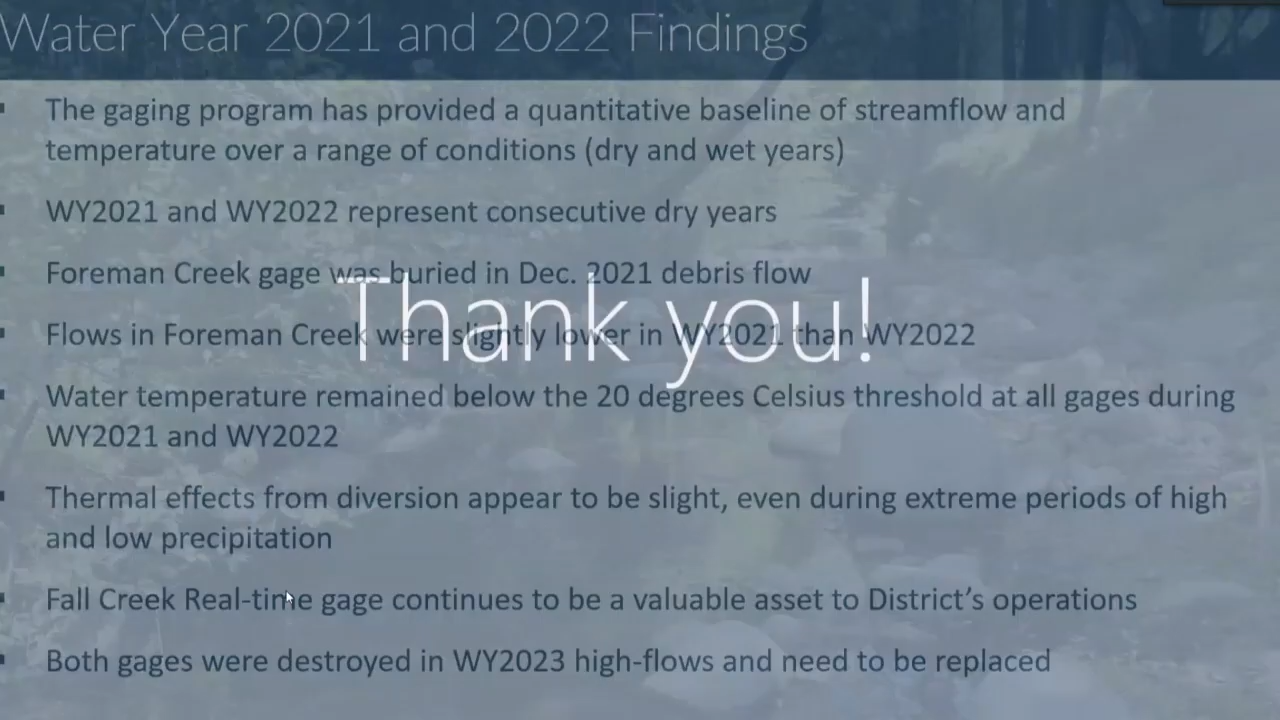 Water Year 2021 and 2022 Findings
The gaging program has provided a quantitative baseline of streamflow and
temperature over a range of conditions (dry and wet years)
WY2021 and WY2022 represent consecutive dry years
Foreman Creek gage was buried in Dec. 2021 debris flow
Thank you!
Flows in Foreman Creek were slightly lower in WY2021 than WY2022
Water temperature remained below the 20 degrees Celsius threshold at all gages during
WY2021 and WY2022
Thermal effects from diversion appear to be slight, even during extreme periods of high
and low precipitation
Fall Creek Real-time gage continues to be a valuable asset to District's operations
Both gages were destroyed in WY2023 high-flows and need to be replaced